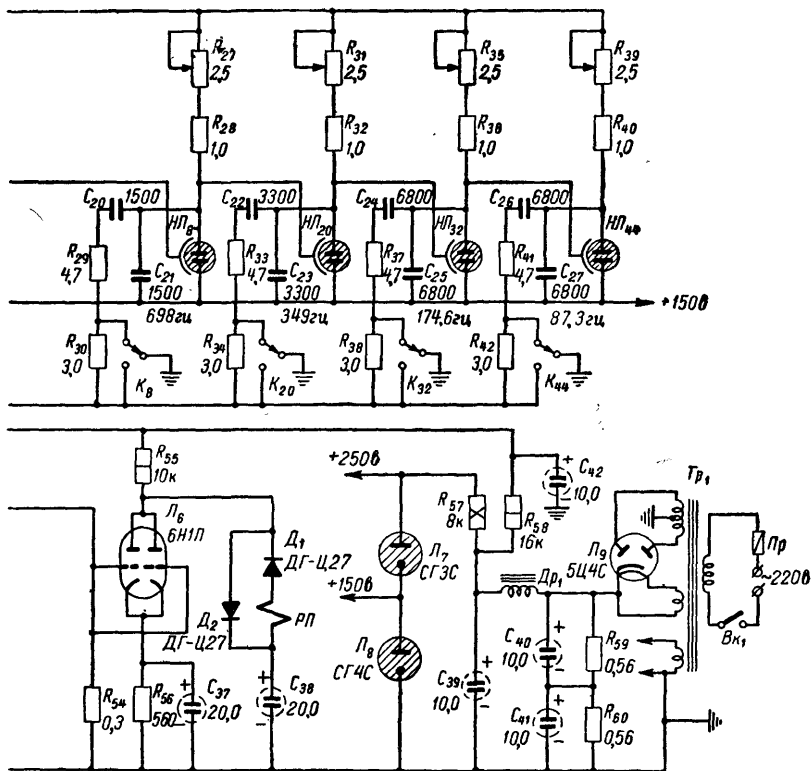 R27
2,5
R31
2,5
R35
2,5
R39
2,5
R28
1,0
R32
1,0
R36
1,0
R40
1,0
C20 1500
C22 3300
C24 6800
C26 6800
НЛ8
НЛ20
НЛ32
НЛ44
R29
4,7
C21
1500
R33
4,7
C23
3300
R37
4,7
C25
6800
R41
4,7
C27
6800
+150в
698гц
349гц
174,6гц
87,3гц
R30
3,0
K8
R34
3,0
K20
R38
3,0
K32
R42
3,0
K44
R55
10к
+250в
R57
8к
R58
16к
C42
10,0
Тр1
Л6
6Н1П
Д1
ДГ-Ц27
Д2
ДГ-Ц27
РП
Л7
СГ3С
+150в
Л8
СГ4С
Др1
Л9
5Ц4С
Пр
~220в
Вк1
R54
0,3
R56
560
C37
20,0
C38
20,0
C39
10,0
C40
10,0
C41
10,0
R59
0,56
R60
0,56